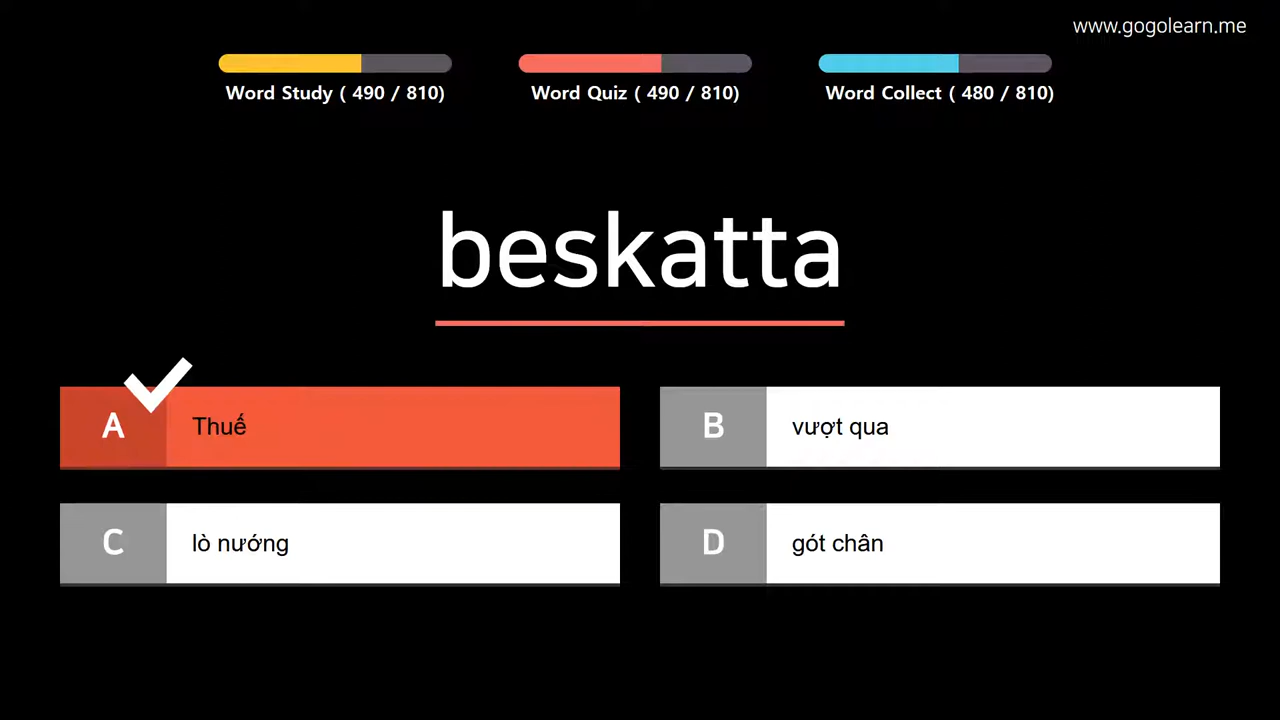 www.gogolearn.me
Word Study ( 490 / 810)
Word Quiz ( 490 / 810)
Word Collect ( 480 / 810)
beskatta
A Thuế
B vượt qua
C lò nướng
D gót chân